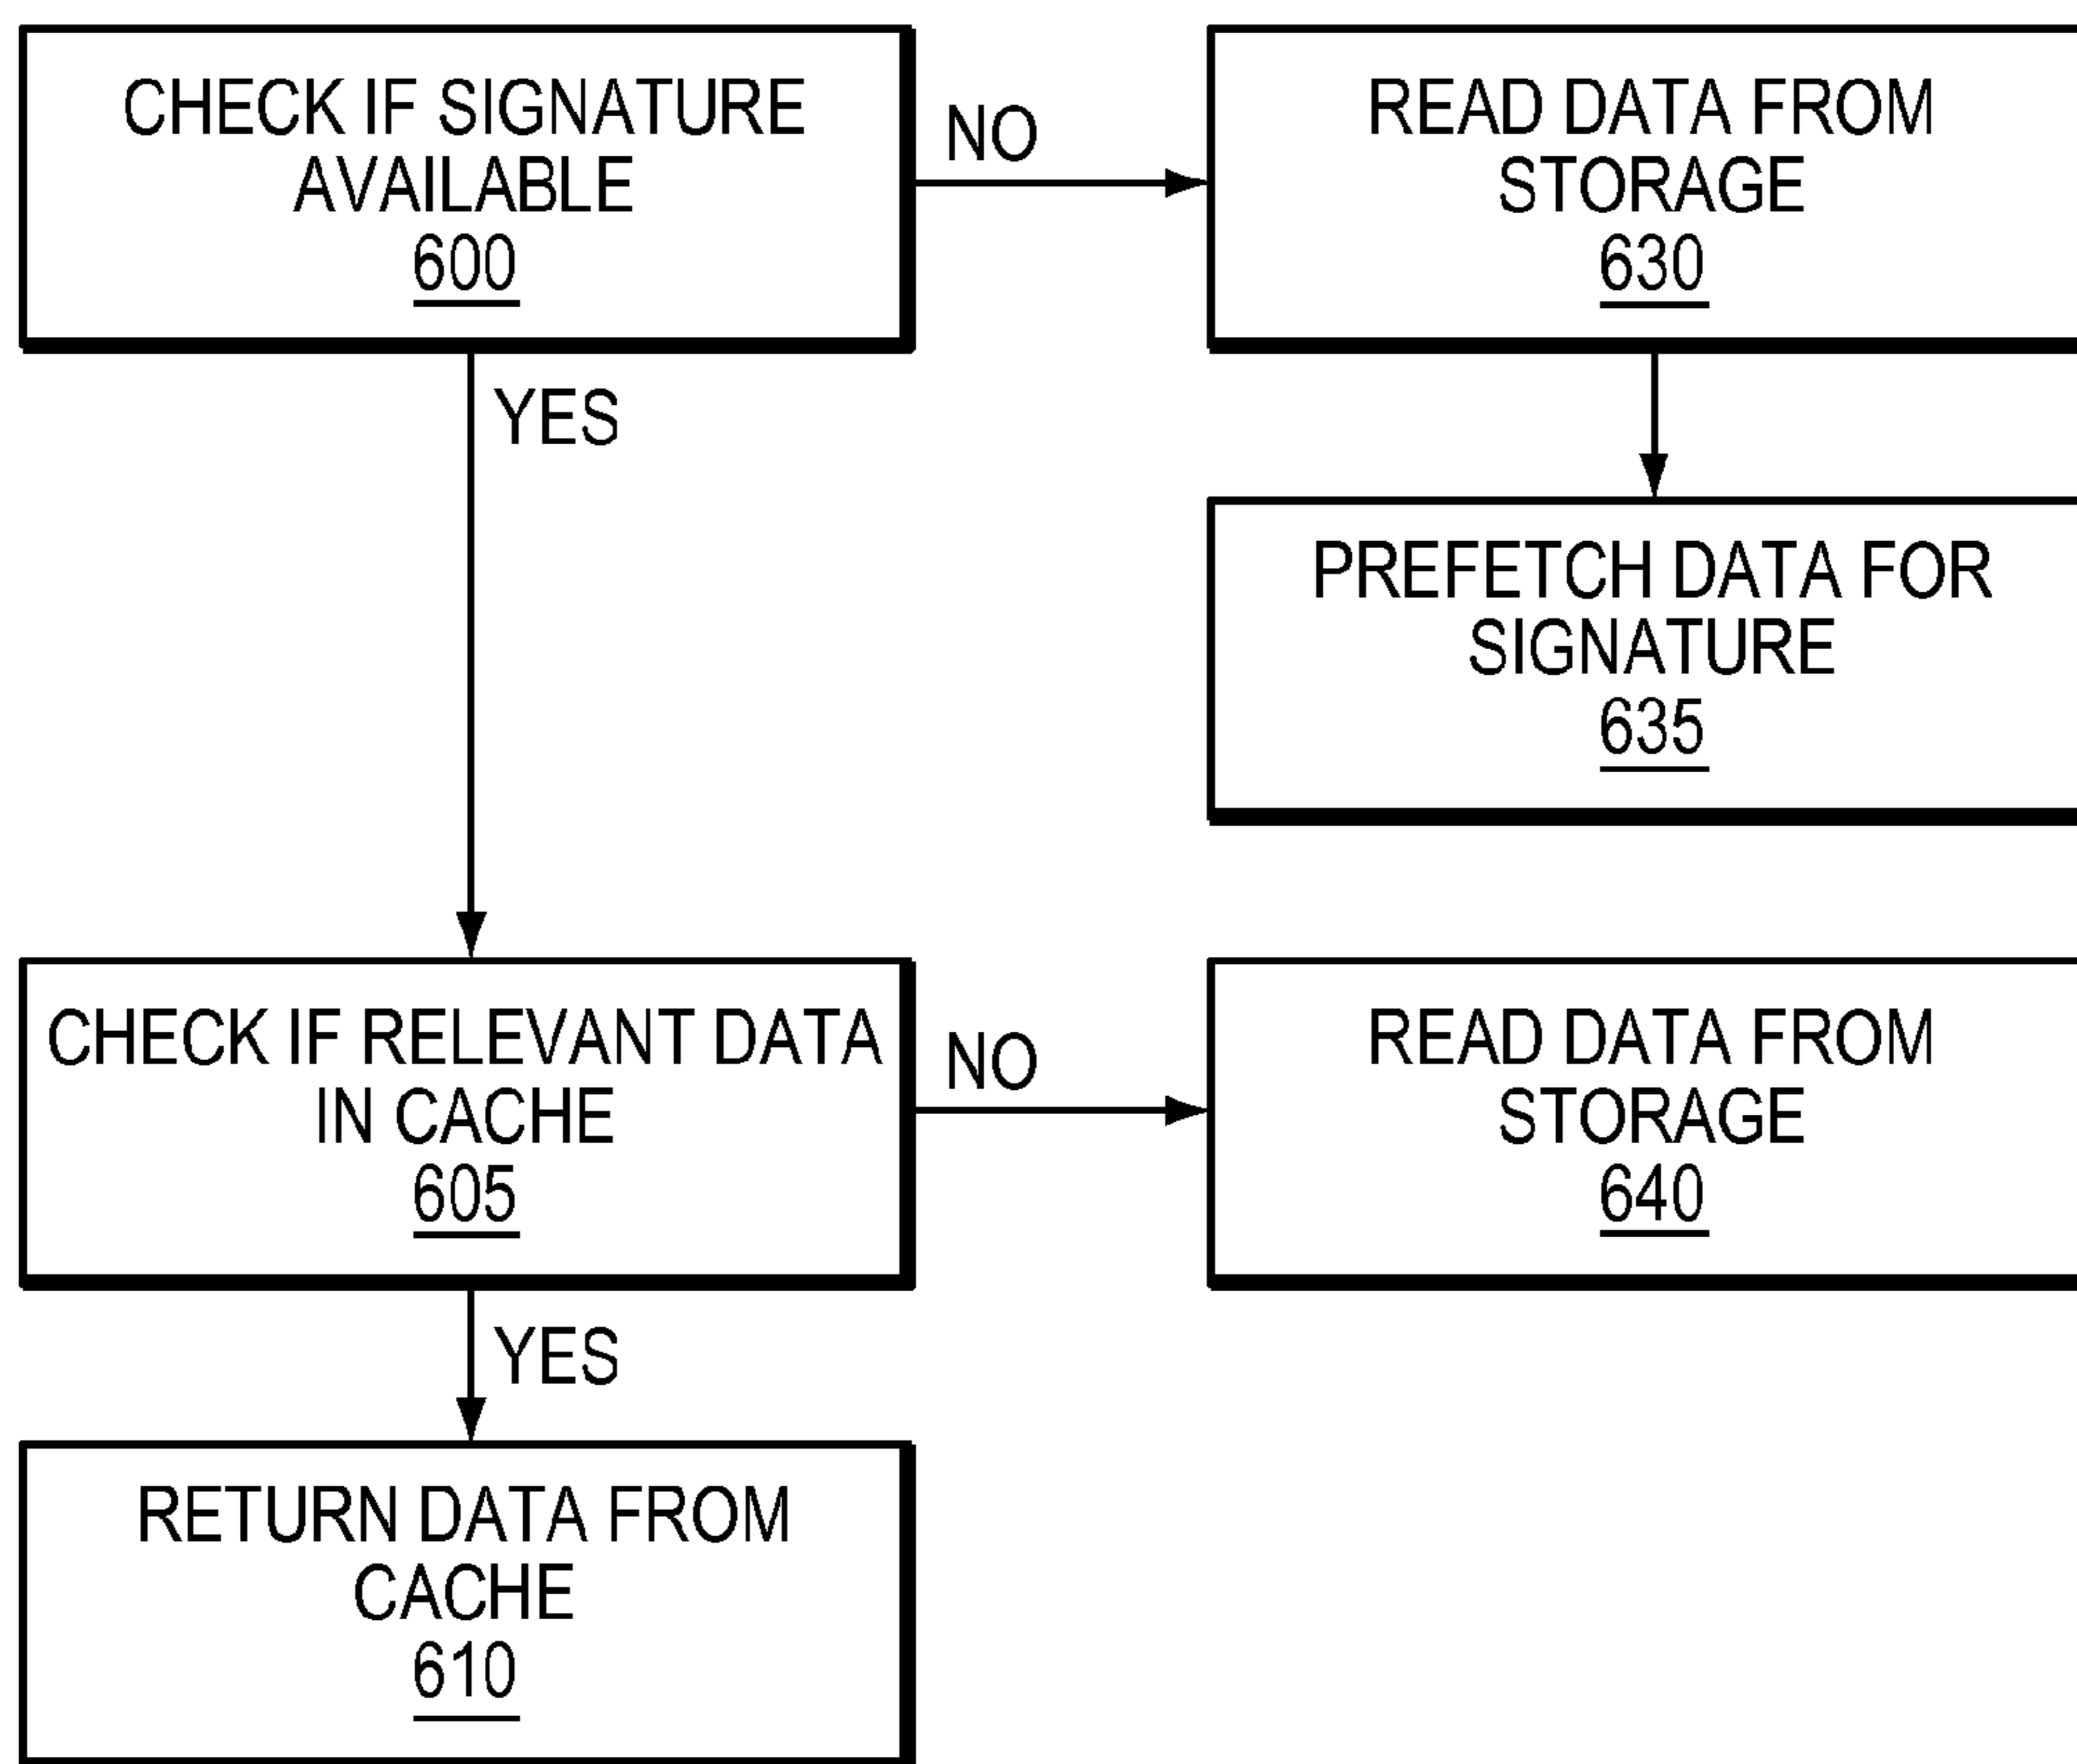 CHECK IF SIGNATURE
AVAILABLE
600
NO
READ DATA FROM
STORAGE
630
YES
PREFETCH DATA FOR
SIGNATURE
635
CHECK IF RELEVANT DATA
IN CACHE
605
NO
READ DATA FROM
STORAGE
640
YES
RETURN DATA FROM
CACHE
610